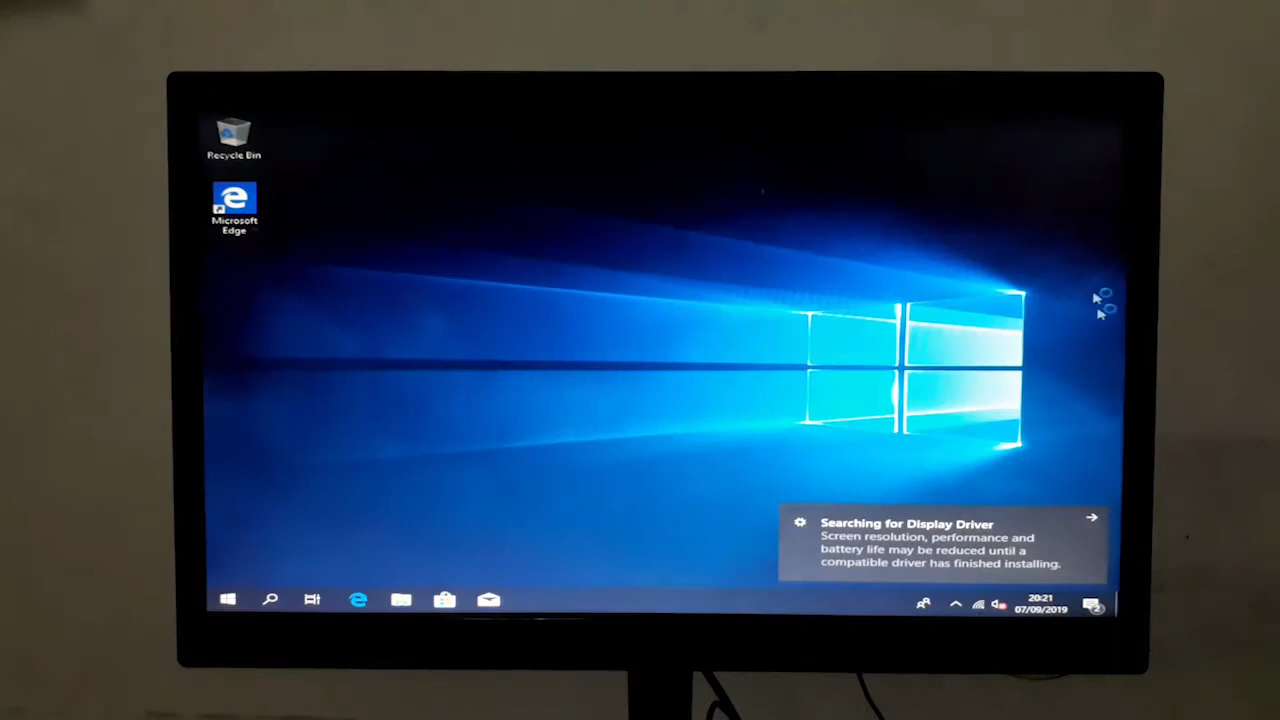 Recycle Bin
Microsoft
Edge
Searching for Display Driver
Screen resolution, performance and
battery life may be reduced until a
compatible driver has finished installing.
20:21
07/09/2019
2